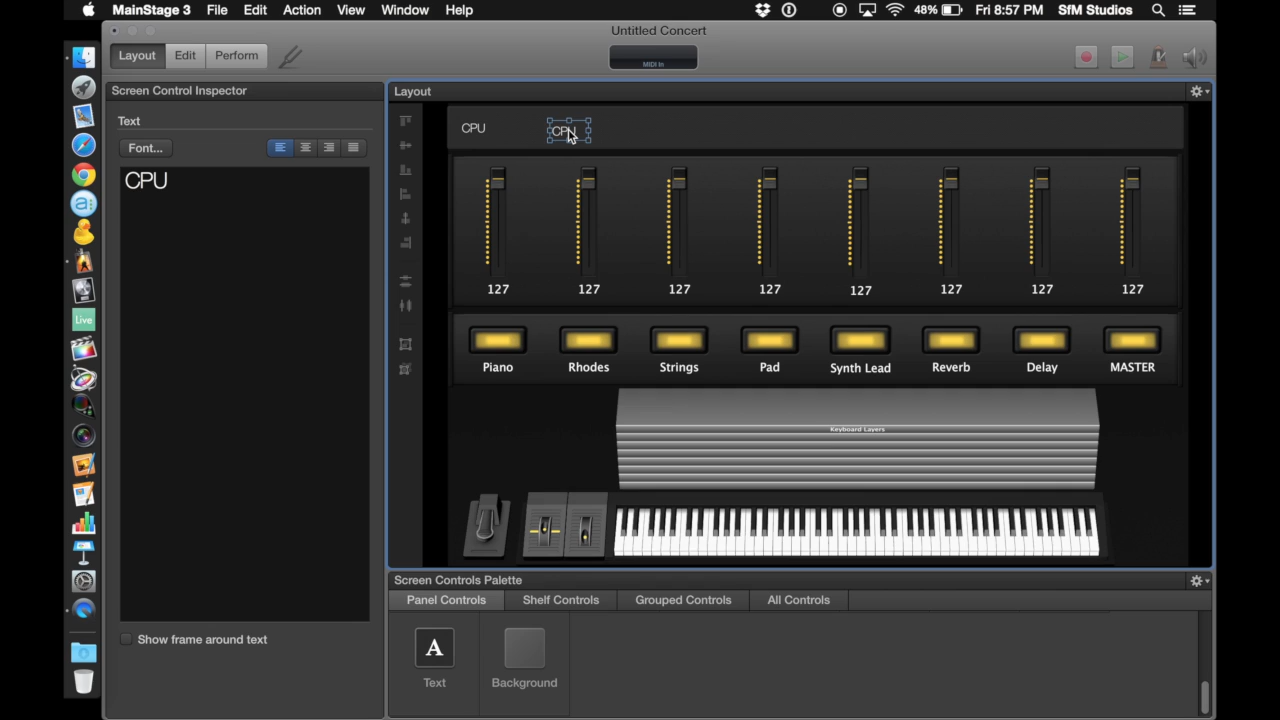 MainStage 3 File Edit Action View Window Help 48% Fri 8:57 PM SfM Studios
Untitled Concert
Layout Edit Perform
MIDI In
Screen Control Inspector
Text
Font...
CPU
Show frame around text
Layout
CPU CPU
127 127 127 127 127 127 127 127
Piano Rhodes Strings Pad Synth Lead Reverb Delay MASTER
Keyboard Layers
Screen Controls Palette
Panel Controls Shelf Controls Grouped Controls All Controls
A
Text Background
Live